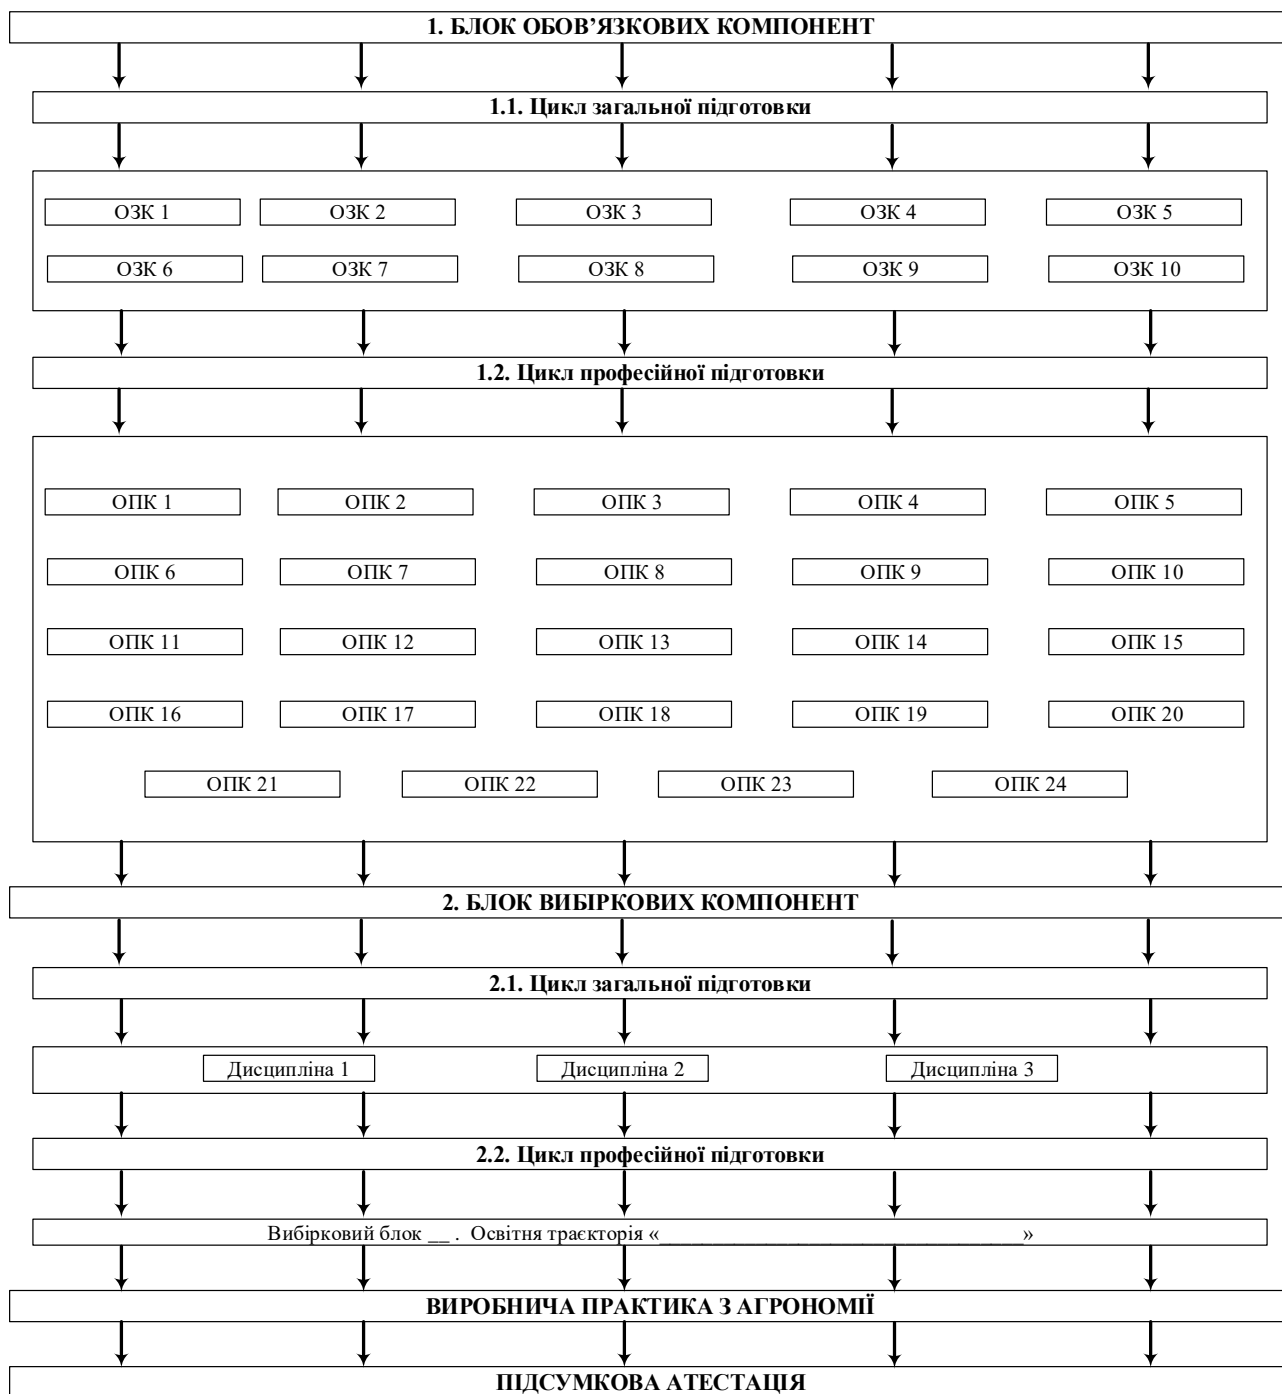 1. БЛОК ОБОВ’ЯЗКОВИХ КОМПОНЕНТ
1.1. Цикл загальної підготовки
ОЗК 1 ОЗК 2 ОЗК 3 ОЗК 4 ОЗК 5
ОЗК 6 ОЗК 7 ОЗК 8 ОЗК 9 ОЗК 10
1.2. Цикл професійної підготовки
ОПК 1 ОПК 2 ОПК 3 ОПК 4 ОПК 5
ОПК 6 ОПК 7 ОПК 8 ОПК 9 ОПК 10
ОПК 11 ОПК 12 ОПК 13 ОПК 14 ОПК 15
ОПК 16 ОПК 17 ОПК 18 ОПК 19 ОПК 20
ОПК 21 ОПК 22 ОПК 23 ОПК 24
2. БЛОК ВИБІРКОВИХ КОМПОНЕНТ
2.1. Цикл загальної підготовки
Дисципліна 1 Дисципліна 2 Дисципліна 3
2.2. Цикл професійної підготовки
Вибірковий блок __ . Освітня траєкторія «__________________________________»
ВИРОБНИЧА ПРАКТИКА З АГРОНОМІЇ
ПІДСУМКОВА АТЕСТАЦІЯ